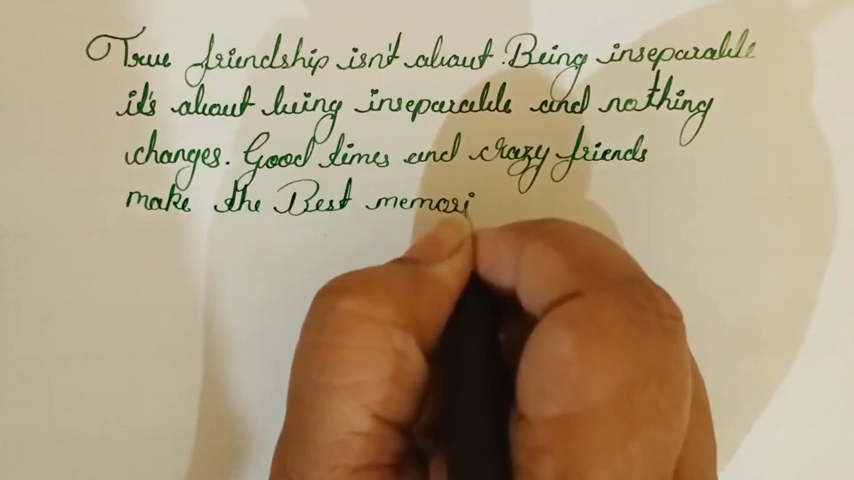 True friendship isn't about Being inseparable
it's about being inseparable and nothing
changes. Good times and crazy friends
make the Best memori